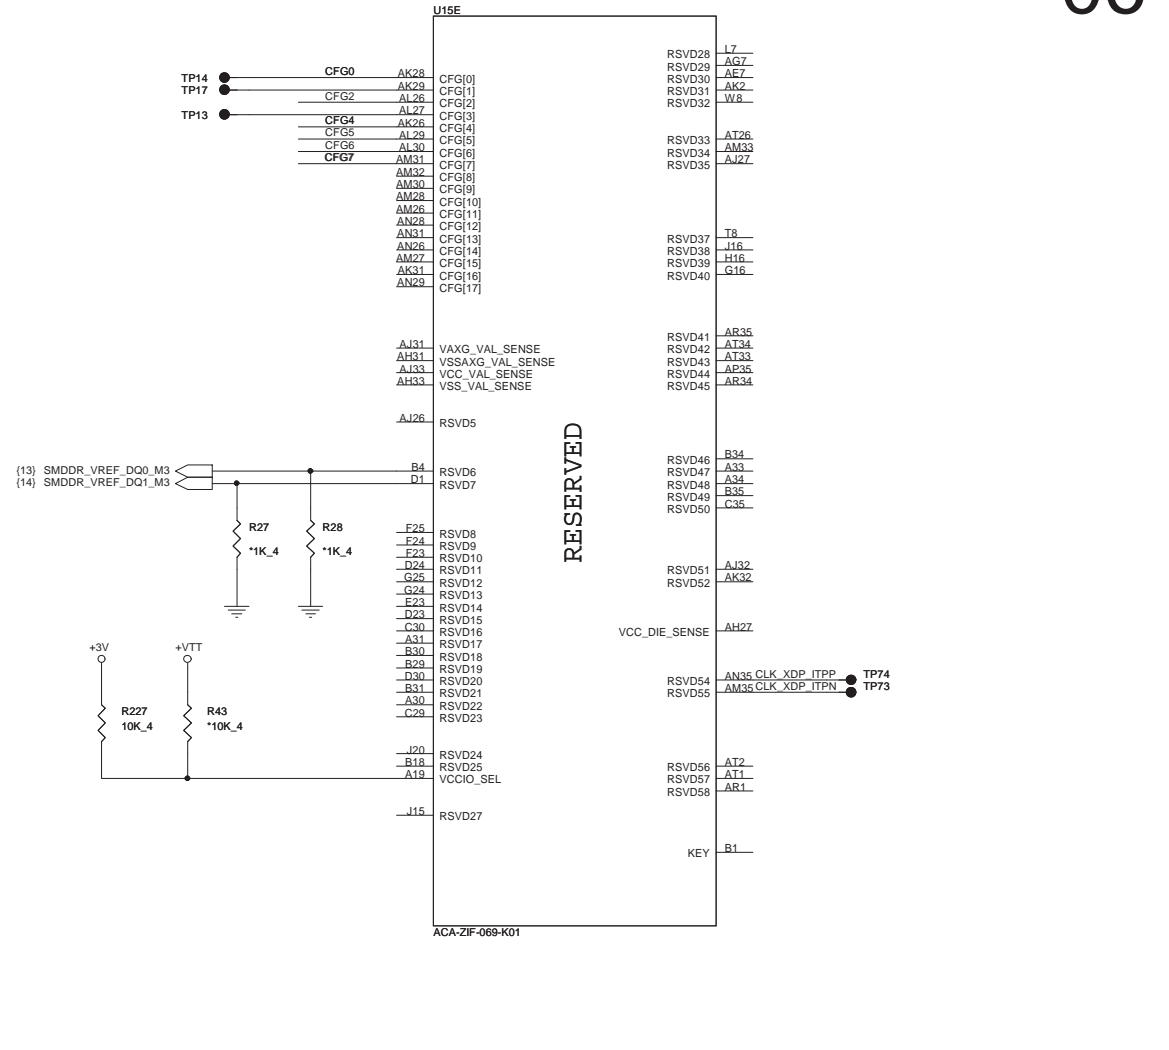 U15E
TP14
CFG0
AK28
CFG[0]
TP17
AK29
CFG[1]
CFG2
AL26
CFG[2]
TP13
AL27
CFG[3]
CFG4
AK26
CFG[4]
CFG5
AL29
CFG[5]
CFG6
AL30
CFG[6]
CFG7
AM31
CFG[7]
AM32
CFG[8]
AM30
CFG[9]
AM28
CFG[10]
AM26
CFG[11]
AN28
CFG[12]
AN31
CFG[13]
AN26
CFG[14]
AM27
CFG[15]
AK31
CFG[16]
AN29
CFG[17]
AJ31
VAXG_VAL_SENSE
AH31
VSSAXG_VAL_SENSE
AJ33
VCC_VAL_SENSE
AH33
VSS_VAL_SENSE
AJ26
RSVD5
{13} SMDDR_VREF_DQ0_M3
B4
RSVD6
{14} SMDDR_VREF_DQ1_M3
D1
RSVD7
R27
*1K_4
R28
*1K_4
F25
RSVD8
F24
RSVD9
F23
RSVD10
D24
RSVD11
G25
RSVD12
G24
RSVD13
E23
RSVD14
D23
RSVD15
C30
RSVD16
A31
RSVD17
B30
RSVD18
B29
RSVD19
D30
RSVD20
B31
RSVD21
A30
RSVD22
C29
RSVD23
+3V
+VTT
R227
10K_4
R43
*10K_4
J20
RSVD24
B18
RSVD25
A19
VCCIO_SEL
J15
RSVD27
RESERVED
RSVD28
L7
RSVD29
AG7
RSVD30
AE7
RSVD31
AK2
RSVD32
W8
RSVD33
AT26
RSVD34
AM33
RSVD35
AJ27
RSVD37
T8
RSVD38
J16
RSVD39
H16
RSVD40
G16
RSVD41
AR35
RSVD42
AT34
RSVD43
AT33
RSVD44
AP35
RSVD45
AR34
RSVD46
B34
RSVD47
A33
RSVD48
A34
RSVD49
B35
RSVD50
C35
RSVD51
AJ32
RSVD52
AK32
VCC_DIE_SENSE
AH27
RSVD54
AN35
CLK_XDP_ITPP
TP74
RSVD55
AM35
CLK_XDP_ITPN
TP73
RSVD56
AT2
RSVD57
AT1
RSVD58
AR1
KEY
B1
ACA-ZIF-069-K01